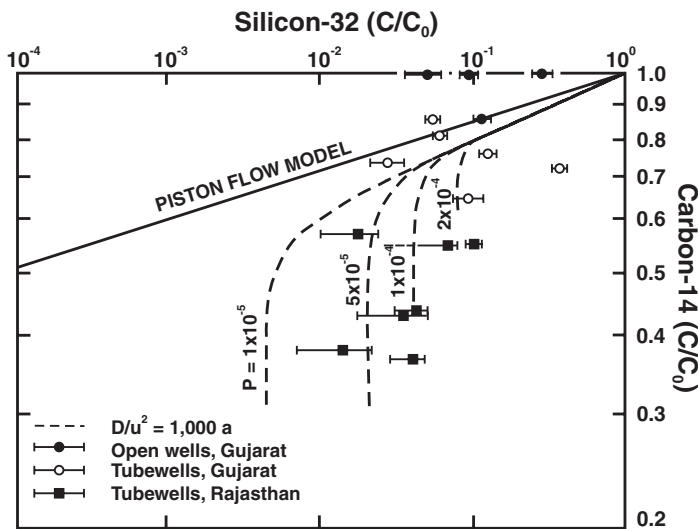 Silicon-32 (C/C₀)
10⁻⁴ 10⁻³ 10⁻² 10⁻¹ 10⁰
1.0
0.9
0.8
0.7
0.6
0.5
0.4
0.3
0.2
Carbon-14 (C/C₀)
PISTON FLOW MODEL
P = 1x10⁻⁵
5x10⁻⁵
1x10⁻⁴
2x10⁻⁴
D/u² = 1,000 a
Open wells, Gujarat
Tubewells, Gujarat
Tubewells, Rajasthan